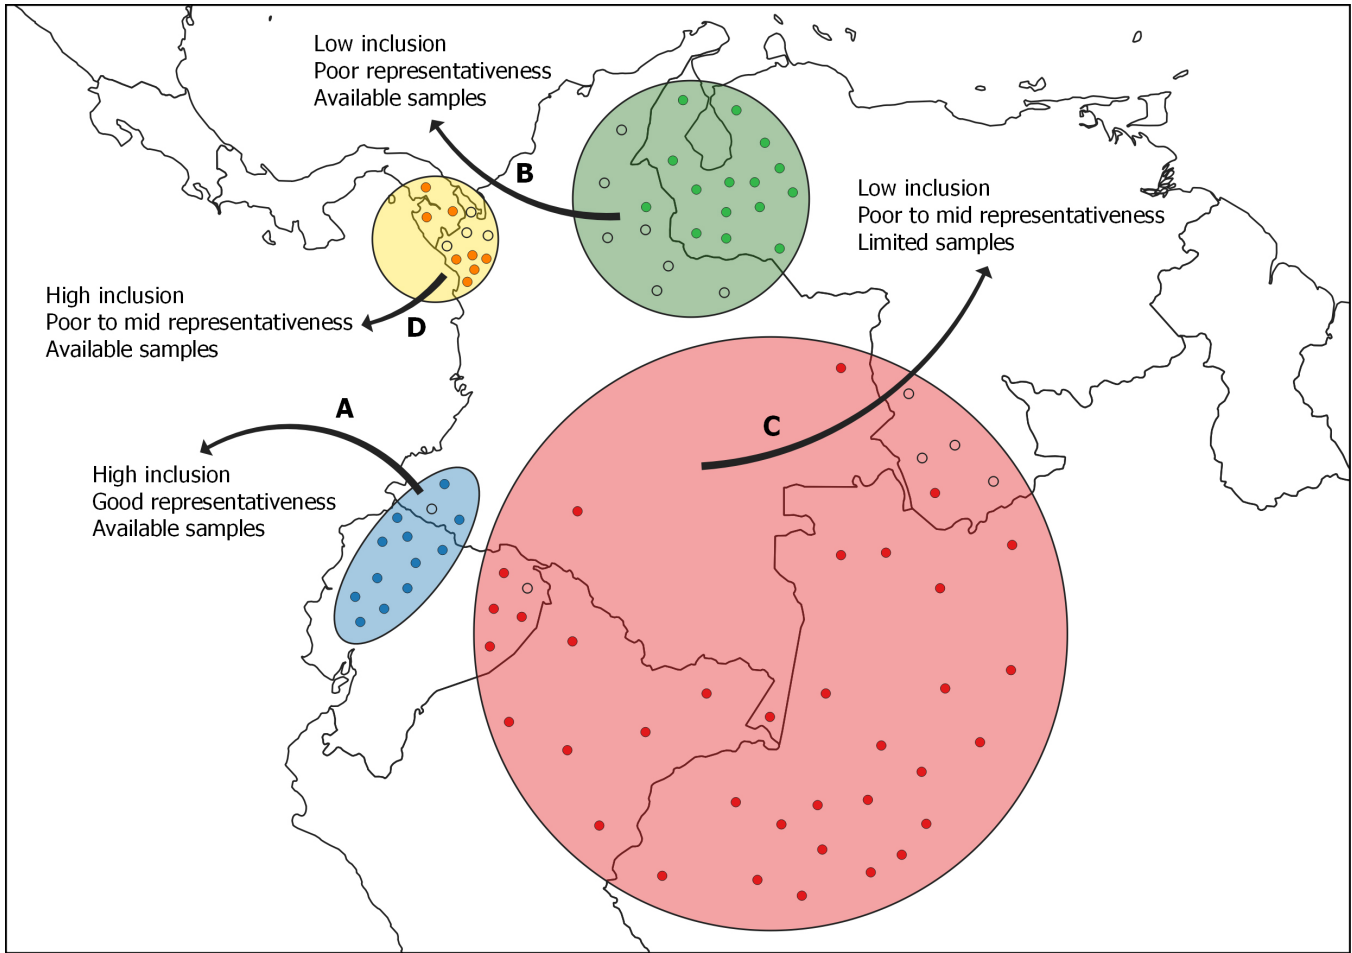 Low inclusion
Poor representativeness
Available samples
B
Low inclusion
Poor to mid representativeness
Limited samples
High inclusion
Poor to mid representativeness
Available samples
D
A
C
High inclusion
Good representativeness
Available samples